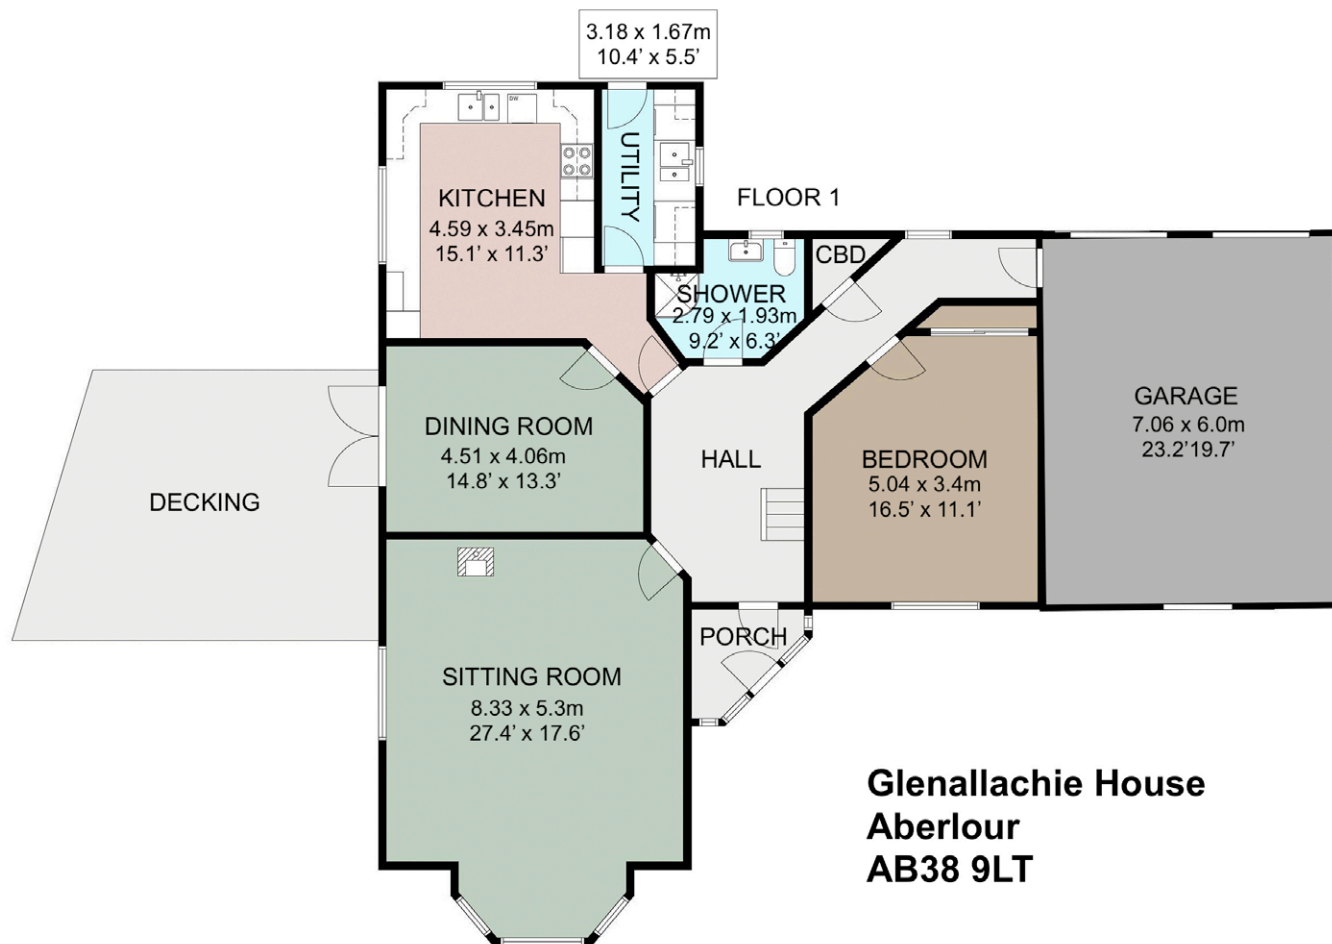 3.18 x 1.67m
10.4' x 5.5'
DW
UTILITY
FLOOR 1
KITCHEN
4.59 x 3.45m
15.1' x 11.3'
CBD
SHOWER
2.79 x 1.93m
9.2' x 6.3'
DINING ROOM
4.51 x 4.06m
14.8' x 13.3'
HALL
BEDROOM
5.04 x 3.4m
16.5' x 11.1'
GARAGE
7.06 x 6.0m
23.2'19.7'
DECKING
PORCH
SITTING ROOM
8.33 x 5.3m
27.4' x 17.6'
Glenallachie House
Aberlour
AB38 9LT